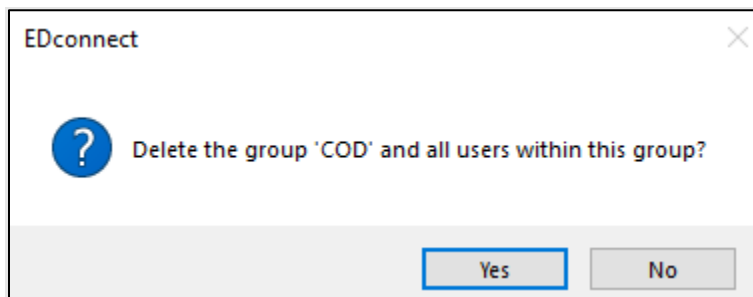 EDconnect
Delete the group 'COD' and all users within this group?
Yes
No